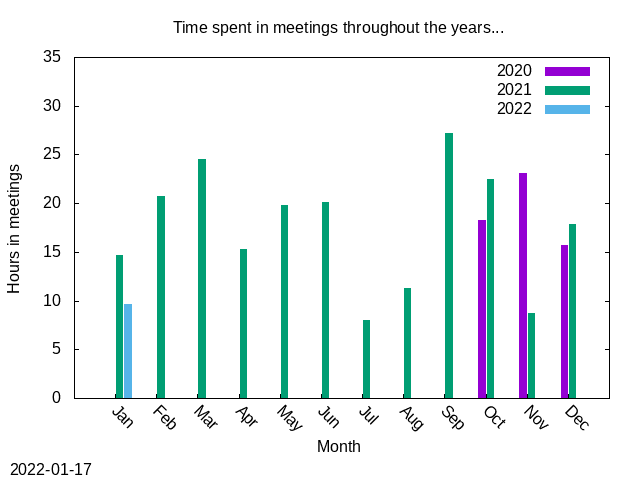 Time spent in meetings throughout the years...
35
30
25
20
15
10
5
0
Hours in meetings
2020
2021
2022
Jan
Feb
Mar
Apr
May
Jun
Jul
Aug
Sep
Oct
Nov
Dec
Month
2022-01-17